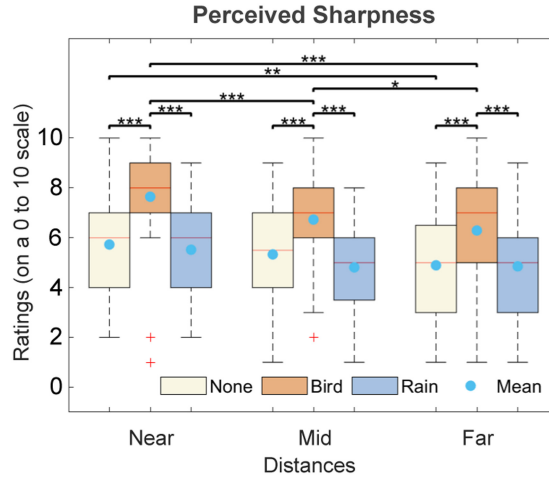 Perceived Sharpness
***
**
***
*
*** *** *** *** *** ***
Ratings (on a 0 to 10 scale)
10
8
6
4
2
0
None Bird Rain Mean
Near Mid Far
Distances